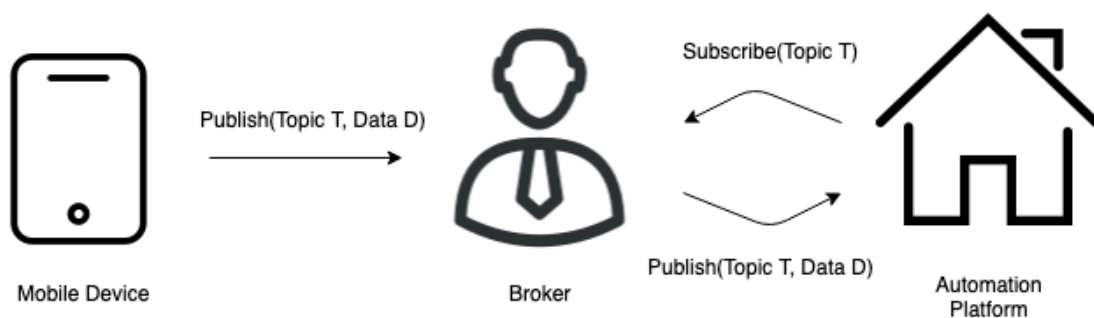 Subscribe(Topic T)
Publish(Topic T, Data D)
Publish(Topic T, Data D)
Mobile Device
Broker
Automation
Platform